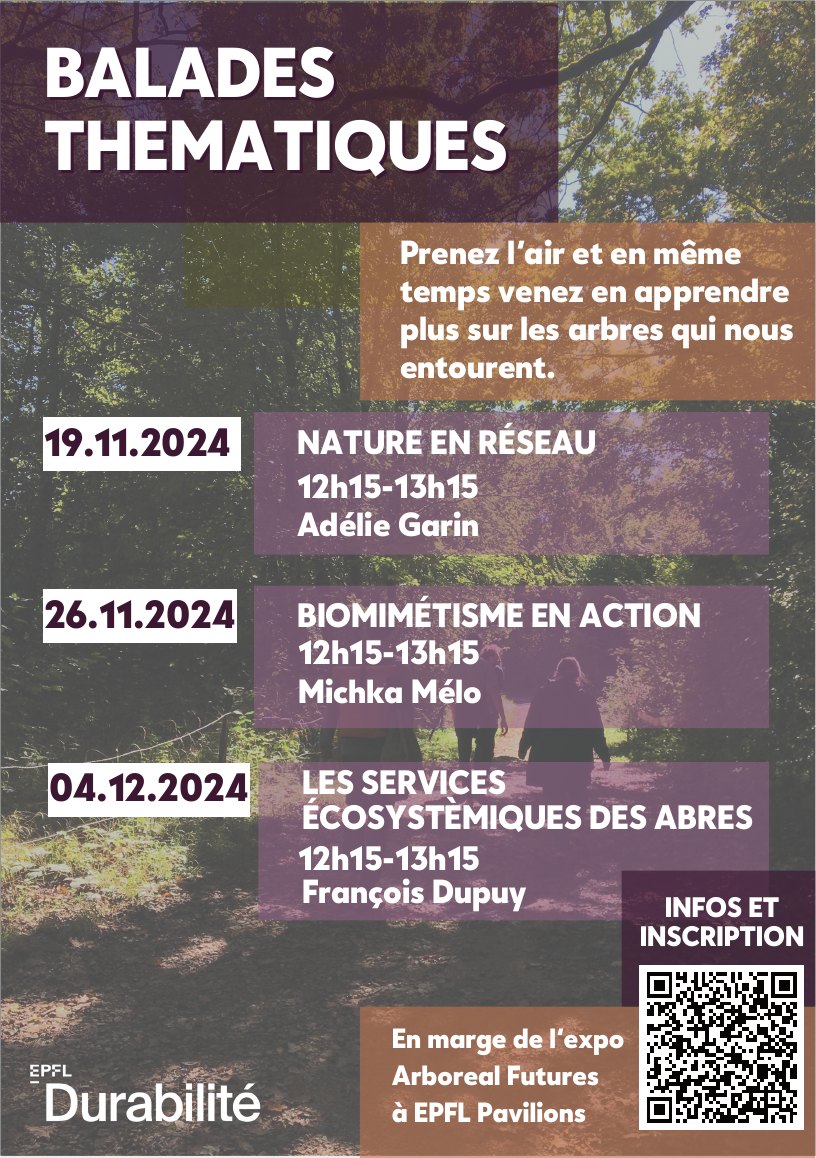 BALADES
THEMATIQUES
Prenez l'air et en même
temps venez en apprendre
plus sur les arbres qui nous
entourent.
19.11.2024
NATURE EN RÉSEAU
12h15-13h15
Adélie Garin
26.11.2024
BIOMIMÉTISME EN ACTION
12h15-13h15
Michka Mélo
04.12.2024
LES SERVICES
ÉCOSYSTÈMIQUES DES ABRES
12h15-13h15
François Dupuy
INFOS ET
INSCRIPTION
En marge de l'expo
Arboreal Futures
à EPFL Pavilions
EPFL
Durabilité